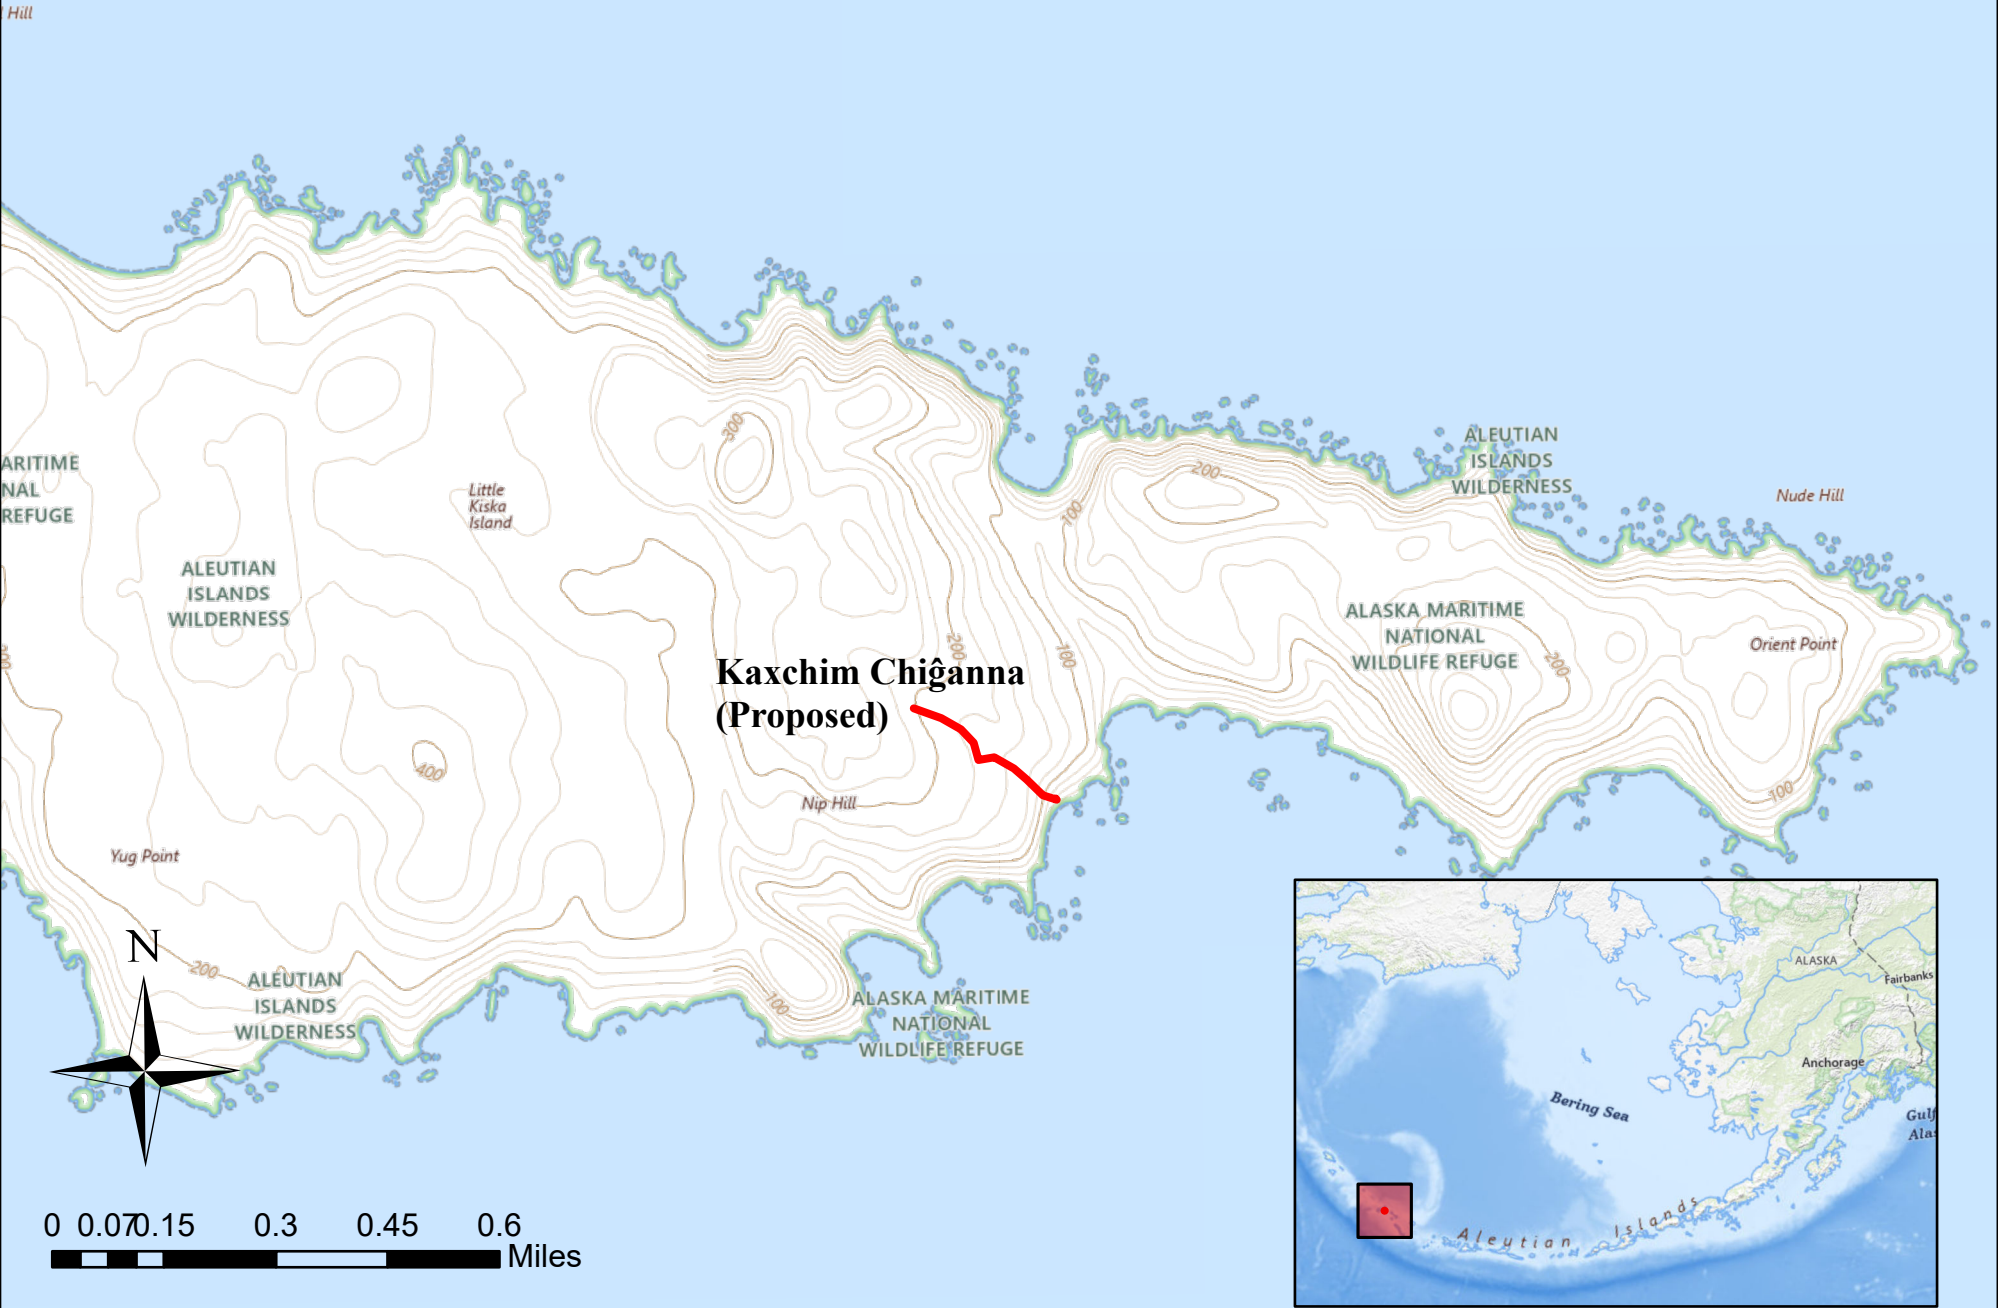 Hill
ALEUTIAN
ISLANDS
WILDERNESS
ARITIME
NAL
REFUGE
Little
Kiska
Island
300
200
100
Nude Hill
ALEUTIAN
ISLANDS
WILDERNESS
ALASKA MARITIME
NATIONAL
WILDLIFE REFUGE
200
Orient Point
200
100
Kaxchim Chiĝanna
(Proposed)
400
Nip Hill
100
Yug Point
N
200
ALEUTIAN
ISLANDS
WILDERNESS
100
ALASKA MARITIME
NATIONAL
WILDLIFE REFUGE
0 0.07 0.15 0.3 0.45 0.6
Miles
ALASKA
Fairbanks
Anchorage
Bering Sea
Gulf
Alas
Aleutian Islands